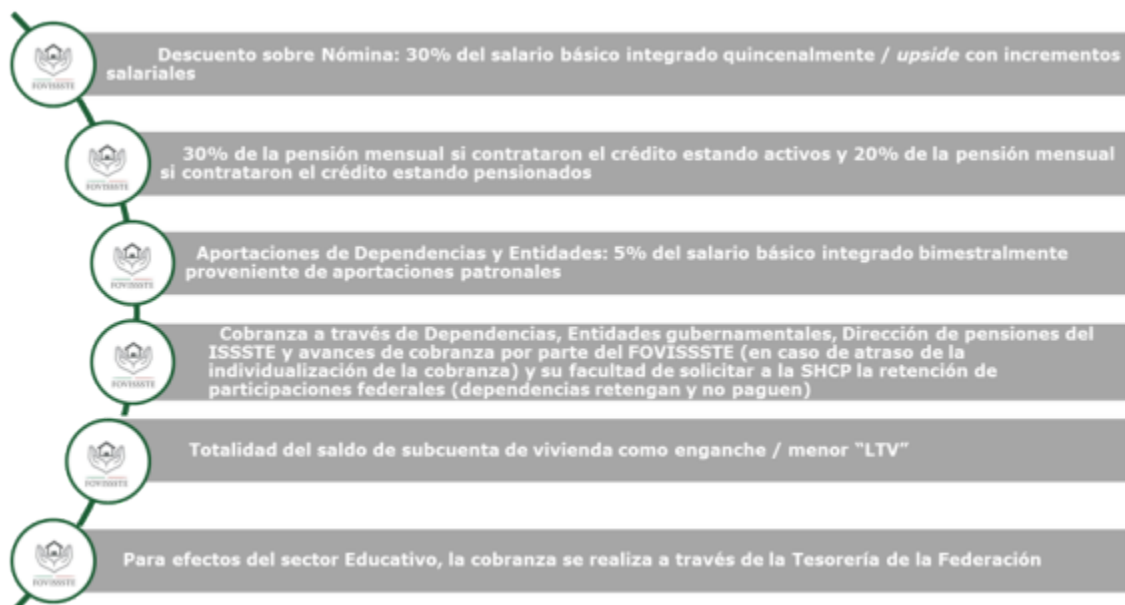 Descuento sobre Nómina: 30% del salario básico integrado quincenalmente / upside con incrementos
salariales
FOVISSSTE
30% de la pensión mensual si contrataron el crédito estando activos y 20% de la pensión mensual
si contrataron el crédito estando pensionados
FOVISSSTE
Aportaciones de Dependencias y Entidades: 5% del salario básico integrado bimestralmente
proveniente de aportaciones patronales
FOVISSSTE
Cobranza a través de Dependencias, Entidades gubernamentales, Dirección de pensiones del
ISSSTE y avances de cobranza por parte del FOVISSSTE (en caso de atraso de la
individualización de la cobranza) y su facultad de solicitar a la SHCP la retención de
participaciones federales (dependencias retengan y no paguen)
FOVISSSTE
Totalidad del saldo de subcuenta de vivienda como enganche / menor “LTV”
FOVISSSTE
Para efectos del sector Educativo, la cobranza se realiza a través de la Tesorería de la Federación
FOVISSSTE